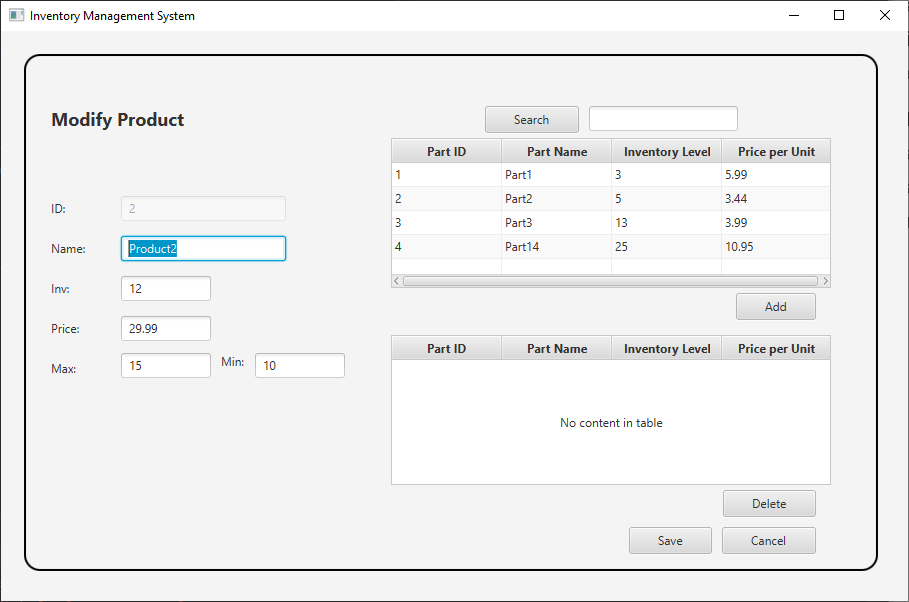 Inventory Management System
Modify Product
Search
Part ID Part Name Inventory Level Price per Unit
1 Part1 3 5.99
2 Part2 5 3.44
3 Part3 13 3.99
4 Part14 25 10.95
Add
ID: 2
Name: Product2
Inv: 12
Price: 29.99
Max: 15 Min: 10
Part ID Part Name Inventory Level Price per Unit
No content in table
Delete
Save Cancel